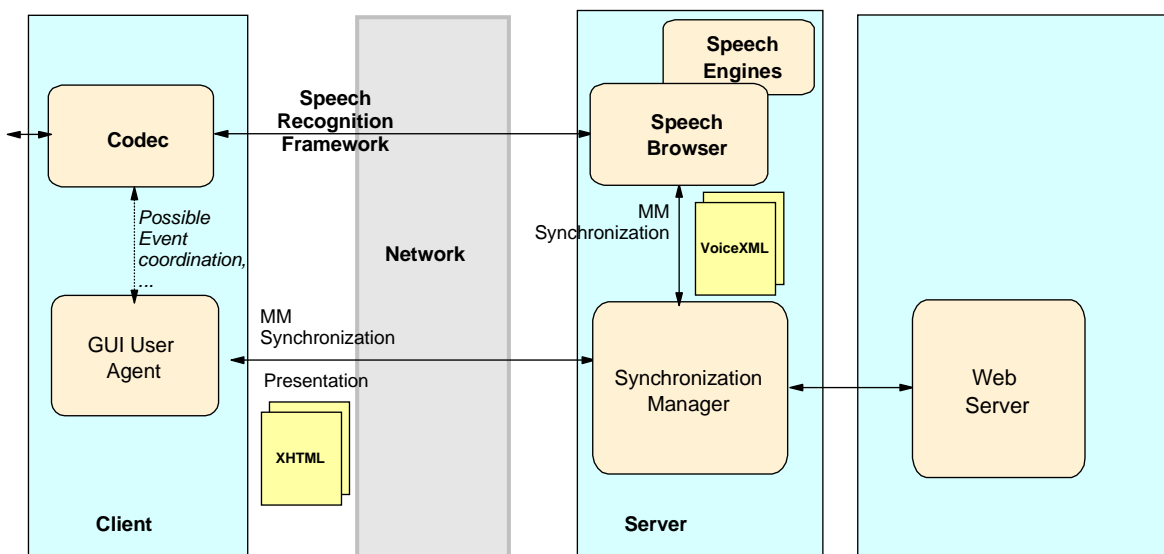 Speech
Engines
Codec
Speech
Recognition
Framework
Speech
Browser
Possible
Event
coordination,
...
Network
MM
Synchronization
VoiceXML
GUI User
Agent
MM
Synchronization
Presentation
XHTML
Synchronization
Manager
Web
Server
Client
Server